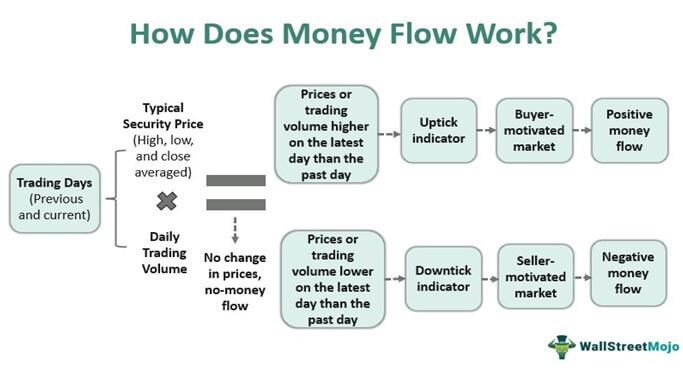 How Does Money Flow Work?
Trading Days
(Previous
and current)
Typical
Security Price
(High, low,
and close
averaged)
Daily
Trading
Volume
No change
in prices,
no-money
flow
Prices or
trading
volume higher
on the latest
day than the
past day
Uptick
indicator
Buyer-
motivated
market
Positive
money
flow
Prices or
trading
volume lower
on the latest
day than the
past day
Downtick
indicator
Seller-
motivated
market
Negative
money
flow
WallStreetMojo